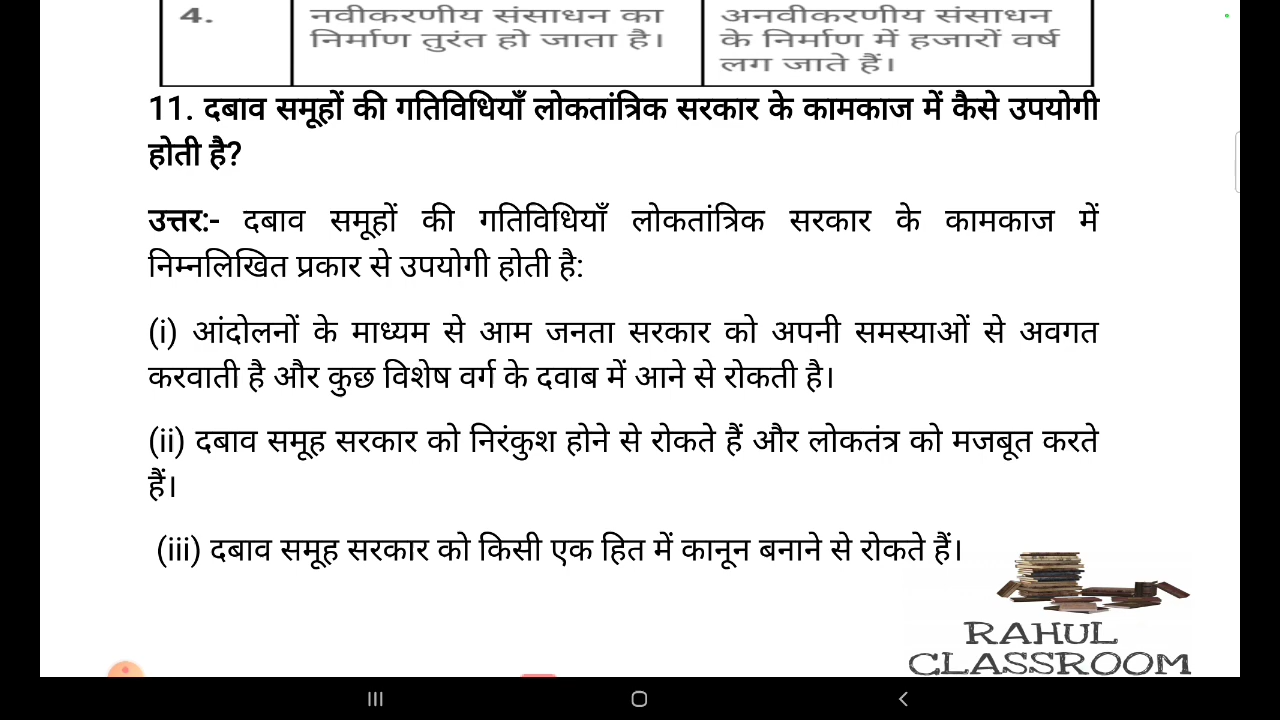 4. नवीकरणीय संसाधन का अनवीकरणीय संसाधन
निर्माण तुरंत हो जाता है। के निर्माण में हजारों वर्ष
लग जाते हैं।
11. दबाव समूहों की गतिविधियाँ लोकतांत्रिक सरकार के कामकाज में कैसे उपयोगी
होती है?
उत्तर:- दबाव समूहों की गतिविधियाँ लोकतांत्रिक सरकार के कामकाज में
निम्नलिखित प्रकार से उपयोगी होती है:
(i) आंदोलनों के माध्यम से आम जनता सरकार को अपनी समस्याओं से अवगत
करवाती है और कुछ विशेष वर्ग के दवाब में आने से रोकती है।
(ii) दबाव समूह सरकार को निरंकुश होने से रोकते हैं और लोकतंत्र को मजबूत करते
हैं।
(iii) दबाव समूह सरकार को किसी एक हित में कानून बनाने से रोकते हैं।
RAHUL
CLASSROOM